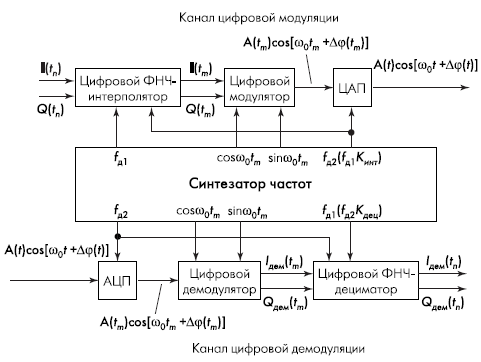 Канал цифровой модуляции
A(tₘ)cos[ω₀tₘ+Δφ(tₘ)]
I(tₙ)
Q(tₙ)
Цифровой ФНЧ-
интерполятор
I(tₘ)
Q(tₘ)
Цифровой
модулятор
ЦАП
A(t)cos[ω₀t+Δφ(t)]
fд1
cosω₀tₘ
sinω₀tₘ
fд2(fд1Kинт)
Синтезатор частот
fд2
cosω₀tₘ
sinω₀tₘ
fд1(fд2Kдец)
A(t)cos[ω₀t+Δφ(t)]
АЦП
Цифровой
демодулятор
Iдем(tₘ)
Qдем(tₘ)
Цифровой ФНЧ-
дециматор
Iдем(tₙ)
Qдем(tₙ)
A(tₘ)cos[ω₀tₘ+Δφ(tₘ)]
Канал цифровой демодуляции